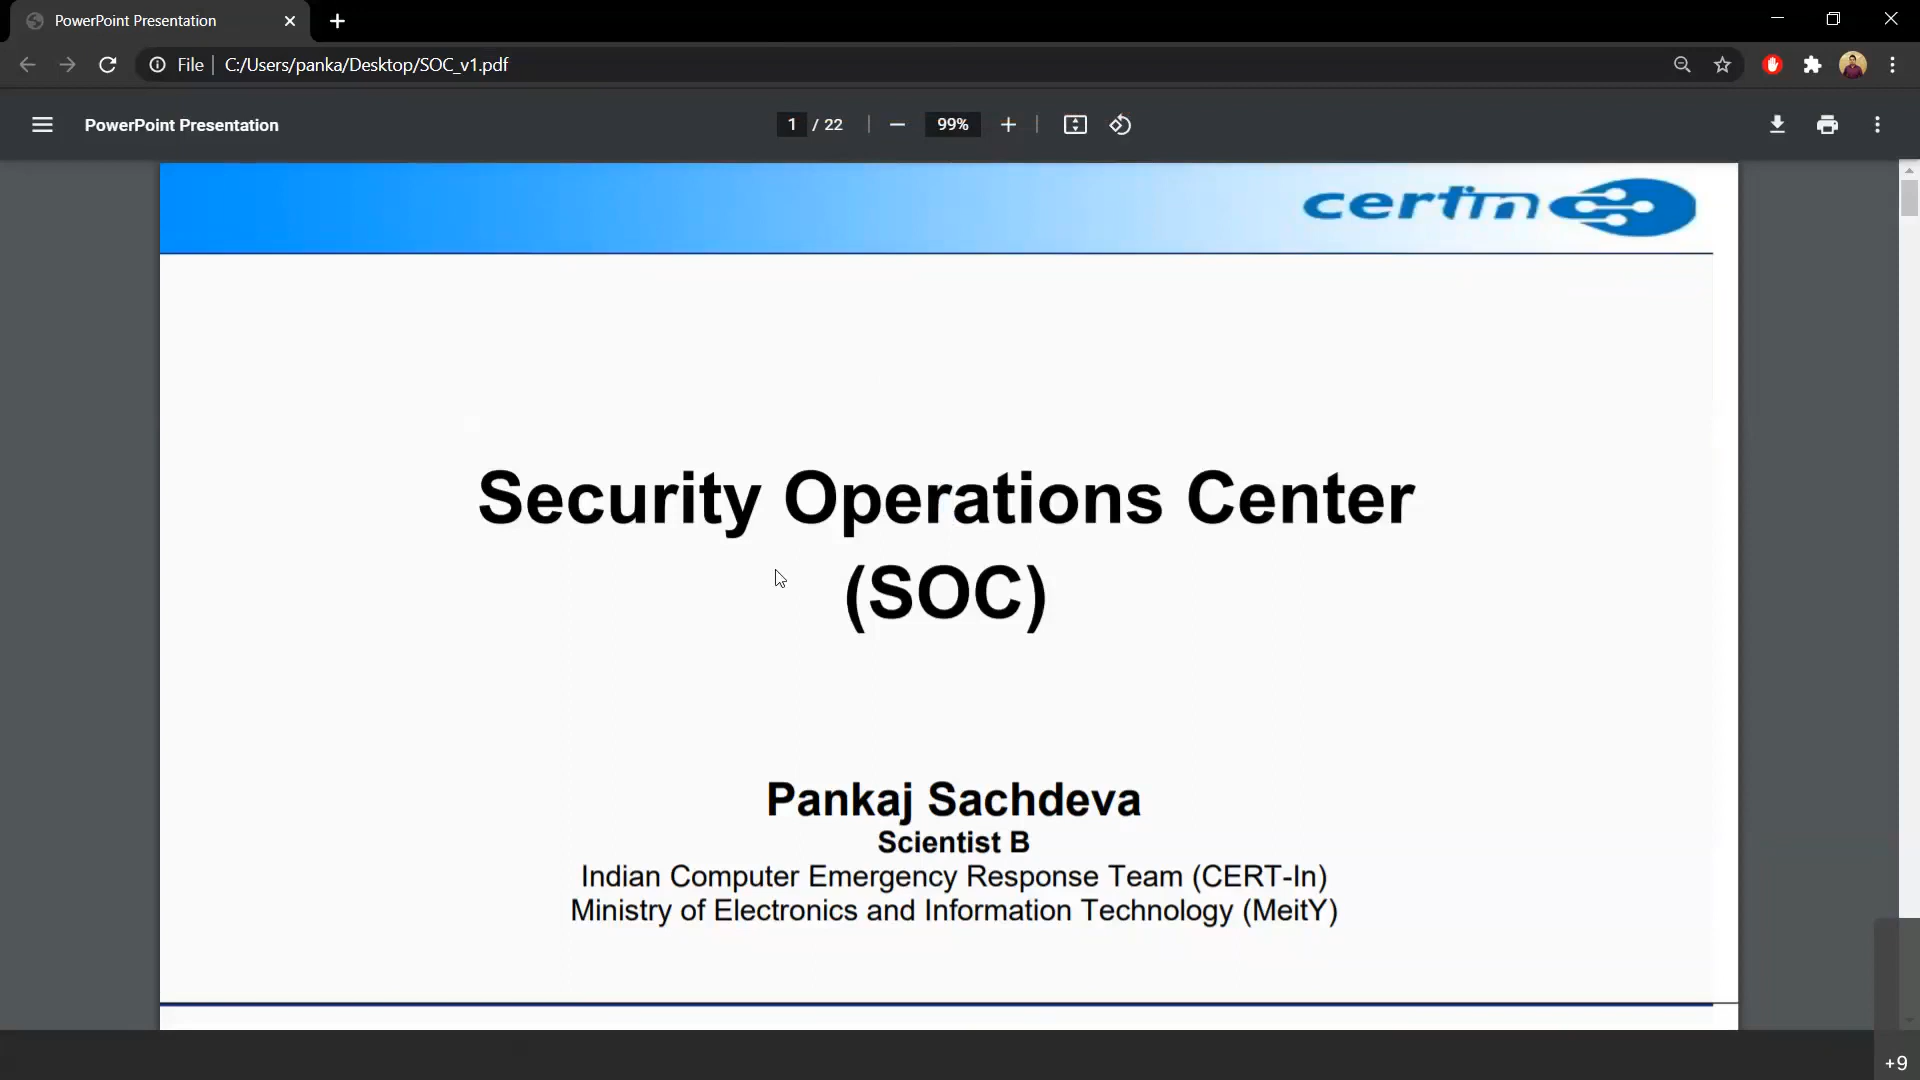 PowerPoint Presentation
File
C:/Users/panka/Desktop/SOC_v1.pdf
PowerPoint Presentation
1 / 22
99%
certin
Security Operations Center
(SOC)
Pankaj Sachdeva
Scientist B
Indian Computer Emergency Response Team (CERT-In)
Ministry of Electronics and Information Technology (MeitY)
+9